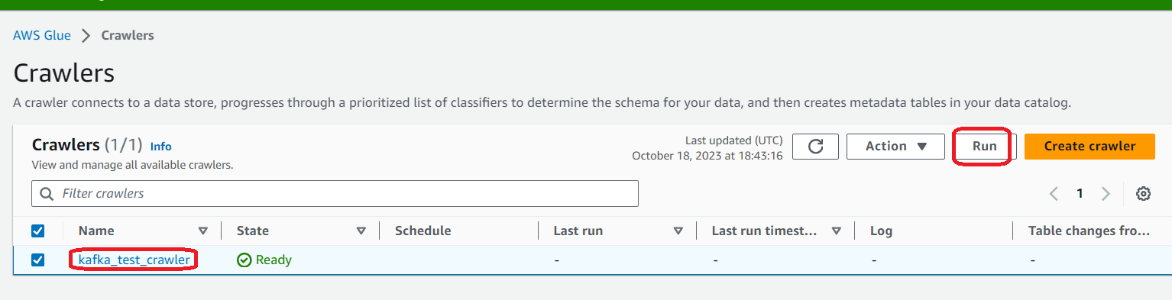 AWS Glue > Crawlers
Crawlers
A crawler connects to a data store, progresses through a prioritized list of classifiers to determine the schema for your data, and then creates metadata tables in your data catalog.
Crawlers (1/1) Info
View and manage all available crawlers.
Last updated (UTC)
October 18, 2023 at 18:43:16
Action
Run
Create crawler
Filter crawlers
1
Name State Schedule Last run Last run timest... Log Table changes fro...
kafka_test_crawler Ready - - - -